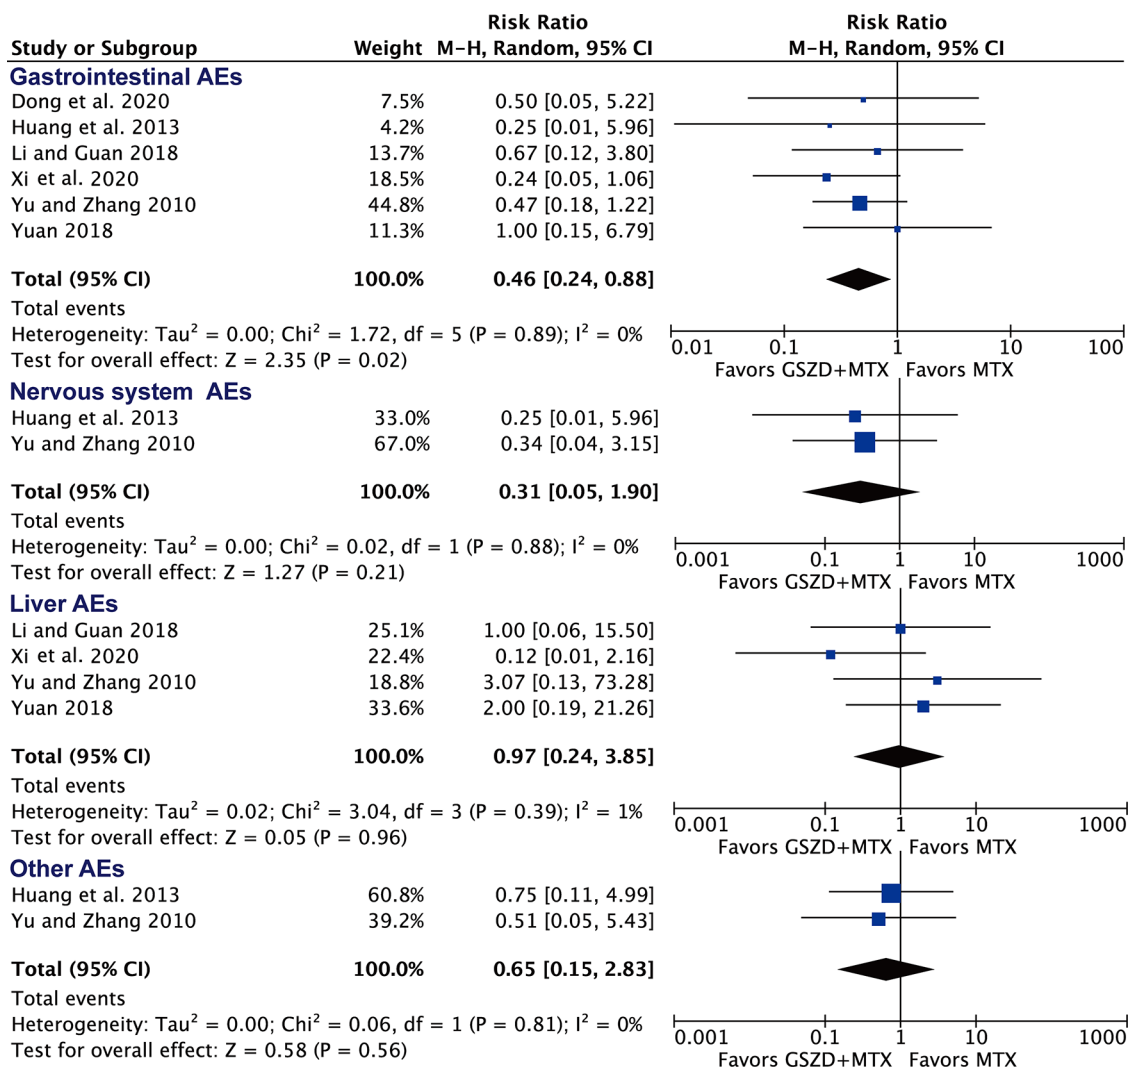 Risk Ratio Risk Ratio
Study or Subgroup Weight M-H, Random, 95% CI M-H, Random, 95% CI
Gastrointestinal AEs
Dong et al. 2020 7.5% 0.50 [0.05, 5.22]
Huang et al. 2013 4.2% 0.25 [0.01, 5.96]
Li and Guan 2018 13.7% 0.67 [0.12, 3.80]
Xi et al. 2020 18.5% 0.24 [0.05, 1.06]
Yu and Zhang 2010 44.8% 0.47 [0.18, 1.22]
Yuan 2018 11.3% 1.00 [0.15, 6.79]
Total (95% CI) 100.0% 0.46 [0.24, 0.88]
Total events
Heterogeneity: Tau² = 0.00; Chi² = 1.72, df = 5 (P = 0.89); I² = 0%
0.01 0.1 1 10 100
Test for overall effect: Z = 2.35 (P = 0.02)
Favors GSZD+MTX Favors MTX
Nervous system AEs
Huang et al. 2013 33.0% 0.25 [0.01, 5.96]
Yu and Zhang 2010 67.0% 0.34 [0.04, 3.15]
Total (95% CI) 100.0% 0.31 [0.05, 1.90]
Total events
Heterogeneity: Tau² = 0.00; Chi² = 0.02, df = 1 (P = 0.88); I² = 0%
0.001 0.1 1 10 1000
Test for overall effect: Z = 1.27 (P = 0.21)
Favors GSZD+MTX Favors MTX
Liver AEs
Li and Guan 2018 25.1% 1.00 [0.06, 15.50]
Xi et al. 2020 22.4% 0.12 [0.01, 2.16]
Yu and Zhang 2010 18.8% 3.07 [0.13, 73.28]
Yuan 2018 33.6% 2.00 [0.19, 21.26]
Total (95% CI) 100.0% 0.97 [0.24, 3.85]
Total events
Heterogeneity: Tau² = 0.02; Chi² = 3.04, df = 3 (P = 0.39); I² = 1%
0.001 0.1 1 10 1000
Test for overall effect: Z = 0.05 (P = 0.96)
Favors GSZD+MTX Favors MTX
Other AEs
Huang et al. 2013 60.8% 0.75 [0.11, 4.99]
Yu and Zhang 2010 39.2% 0.51 [0.05, 5.43]
Total (95% CI) 100.0% 0.65 [0.15, 2.83]
Total events
Heterogeneity: Tau² = 0.00; Chi² = 0.06, df = 1 (P = 0.81); I² = 0%
0.001 0.1 1 10 1000
Test for overall effect: Z = 0.58 (P = 0.56)
Favors GSZD+MTX Favors MTX